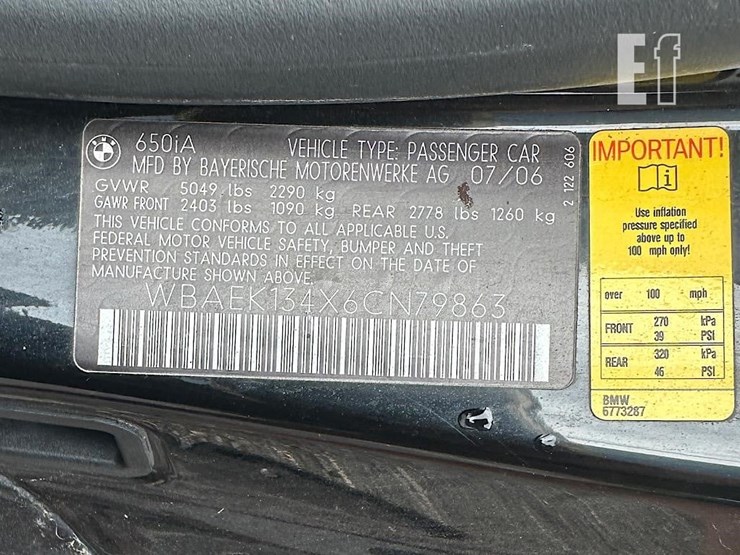 Ef
650iA VEHICLE TYPE: PASSENGER CAR
MFD BY BAYERISCHE MOTORENWERKE AG 07/06
GVWR 5049 lbs 2290 kg
GAWR FRONT 2403 lbs 1090 kg REAR 2778 lbs 1260 kg
THIS VEHICLE CONFORMS TO ALL APPLICABLE U.S.
FEDERAL MOTOR VEHICLE SAFETY, BUMPER AND THEFT
PREVENTION STANDARDS IN EFFECT ON THE DATE OF
MANUFACTURE SHOWN ABOVE.
WBAEK134X6CN79863
2 122 606
IMPORTANT!
i
Use inflation
pressure specified
above up to
100 mph only!
over 100 mph
FRONT 270 kPa
39 PSI
REAR 320 kPa
46 PSI
BMW
6773287